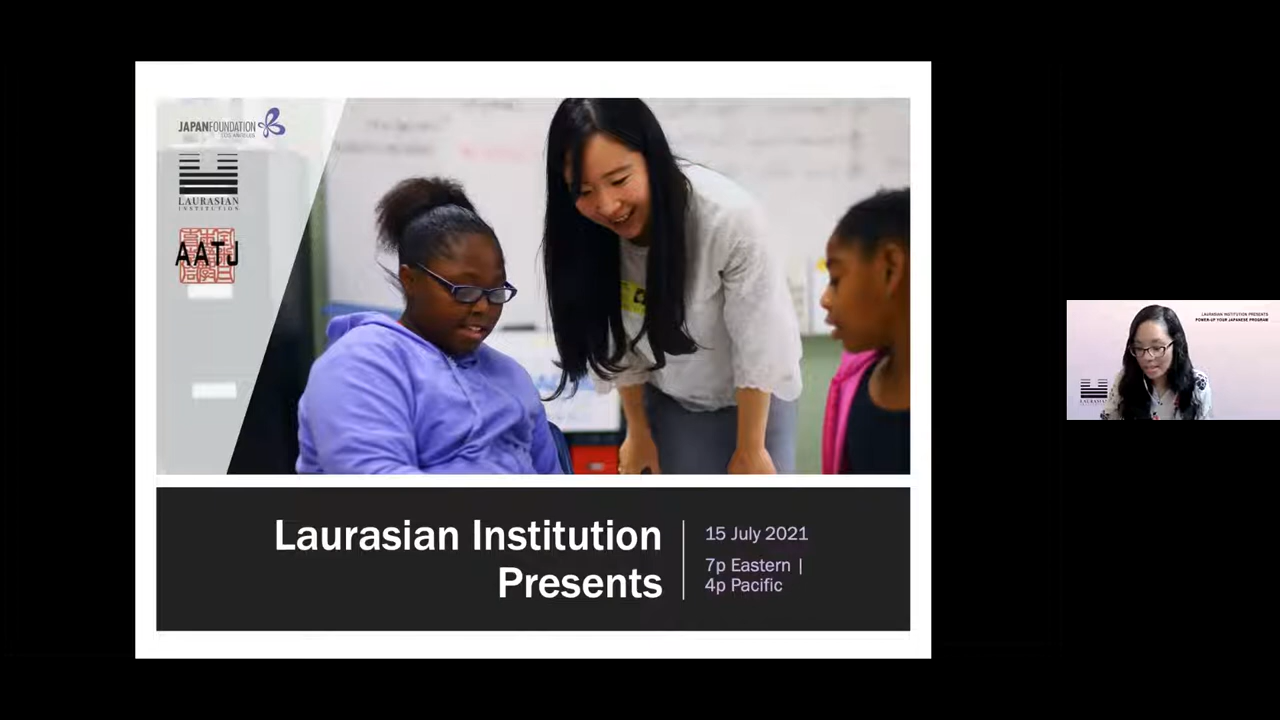 JAPANFOUNDATION
LOS ANGELES
LAURASIAN
INSTITUTION
AATJ
Laurasian Institution
Presents
15 July 2021
7p Eastern |
4p Pacific
LAURASIAN INSTITUTION PRESENTS
POWER-UP YOUR JAPANESE PROGRAM